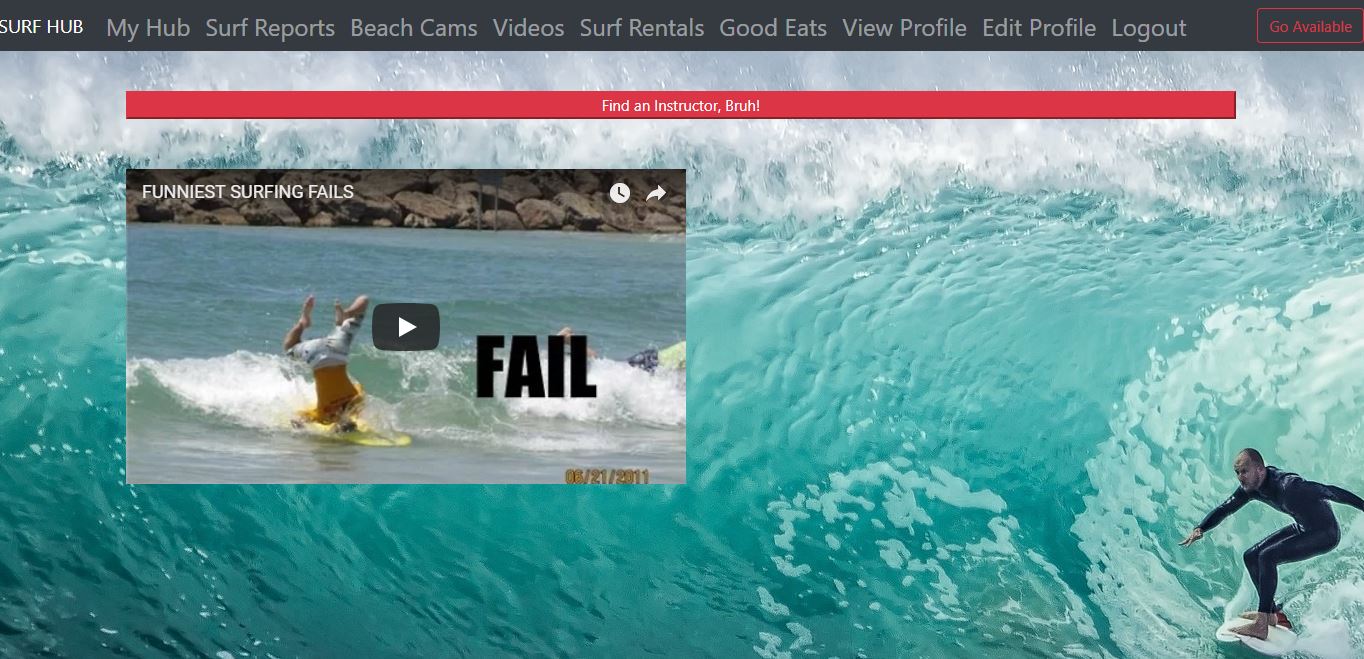 SURF HUB My Hub Surf Reports Beach Cams Videos Surf Rentals Good Eats View Profile Edit Profile Logout Go Available
Find an Instructor, Bruh!
FUNNIEST SURFING FAILS
FAIL
06/21/2011